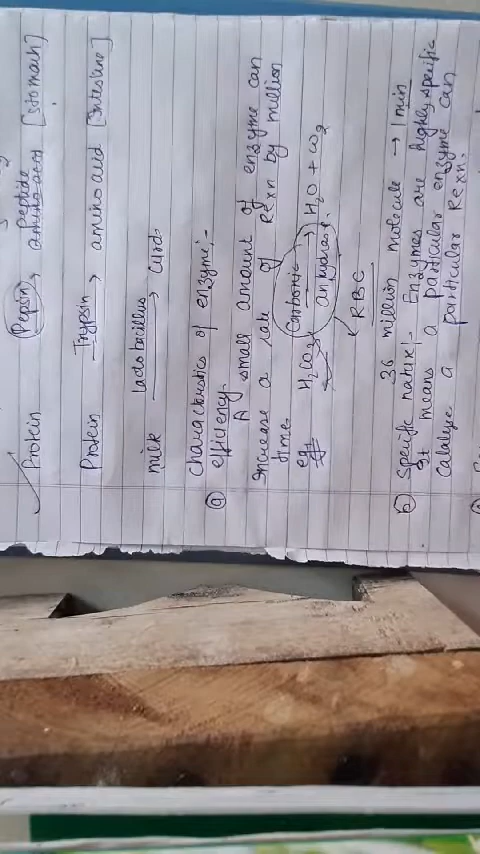 Peptide
Protein Pepsin → amino acid [Stomach]
Protein Trypsin → amino acid [Intestine]
milk lactobacillus → curd.
Characteristics of enzyme:-
(a) efficiency.
A small amount of enzyme can
increase a rate of Rexn by million
time.
eg H2CO3 Carbonic anhydrase → H2O + CO2
RBC
36 million molecule → 1 min
(b) Specific nature:- Enzymes are highly specific
It means a particular enzyme can
Catalyse a particular Rexn.